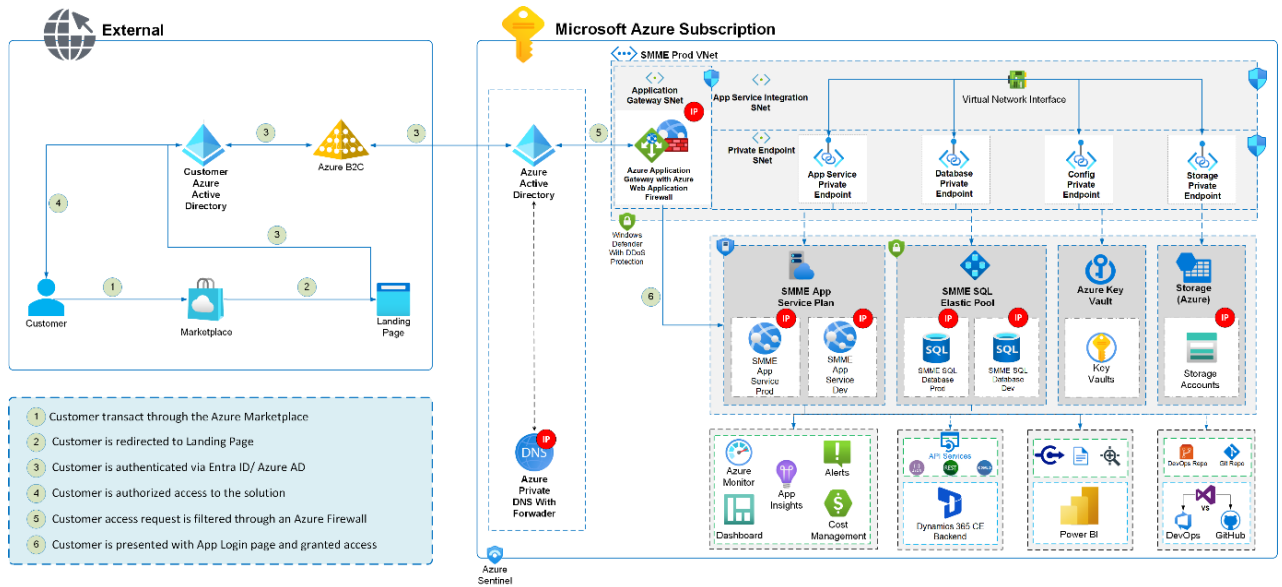 External
Microsoft Azure Subscription
SMME Prod VNet
Application
Gateway SNet
IP
App Service Integration
SNet
Virtual Network Interface
Private Endpoint
SNet
Azure Application
Gateway with Azure
Web Application
Firewall
App Service
Private
Endpoint
Database
Private
Endpoint
Config
Private
Endpoint
Storage
Private
Endpoint
3
Azure B2C
3
5
Customer
Azure
Active
Directory
Azure
Active
Directory
4
3
1
2
Customer
Marketplace
Landing
Page
Windows
Defender
With DDoS
Protection
6
SMME App
Service Plan
IP
SMME
App
Service
Prod
IP
SMME
App
Service Dev
SMME SQL
Elastic Pool
IP
SQL
SMME SQL
Database
Prod
IP
SQL
SMME SQL
Database
Dev
Azure Key
Vault
Key
Vaults
Storage
(Azure)
IP
Storage
Accounts
1 Customer transact through the Azure Marketplace
2 Customer is redirected to Landing Page
3 Customer is authenticated via Entra ID/ Azure AD
4 Customer is authorized access to the solution
5 Customer access request is filtered through an Azure Firewall
6 Customer is presented with App Login page and granted access
IP
DNS
Azure
Private
DNS With
Forwader
Azure
Sentinel
Azure
Monitor
App
Insights
Alerts
Dashboard
Cost
Management
API Services
REST
Dynamios 365 CE
Backend
Power BI
DevOps Repo
Git Repo
VS
DevOps
GitHub